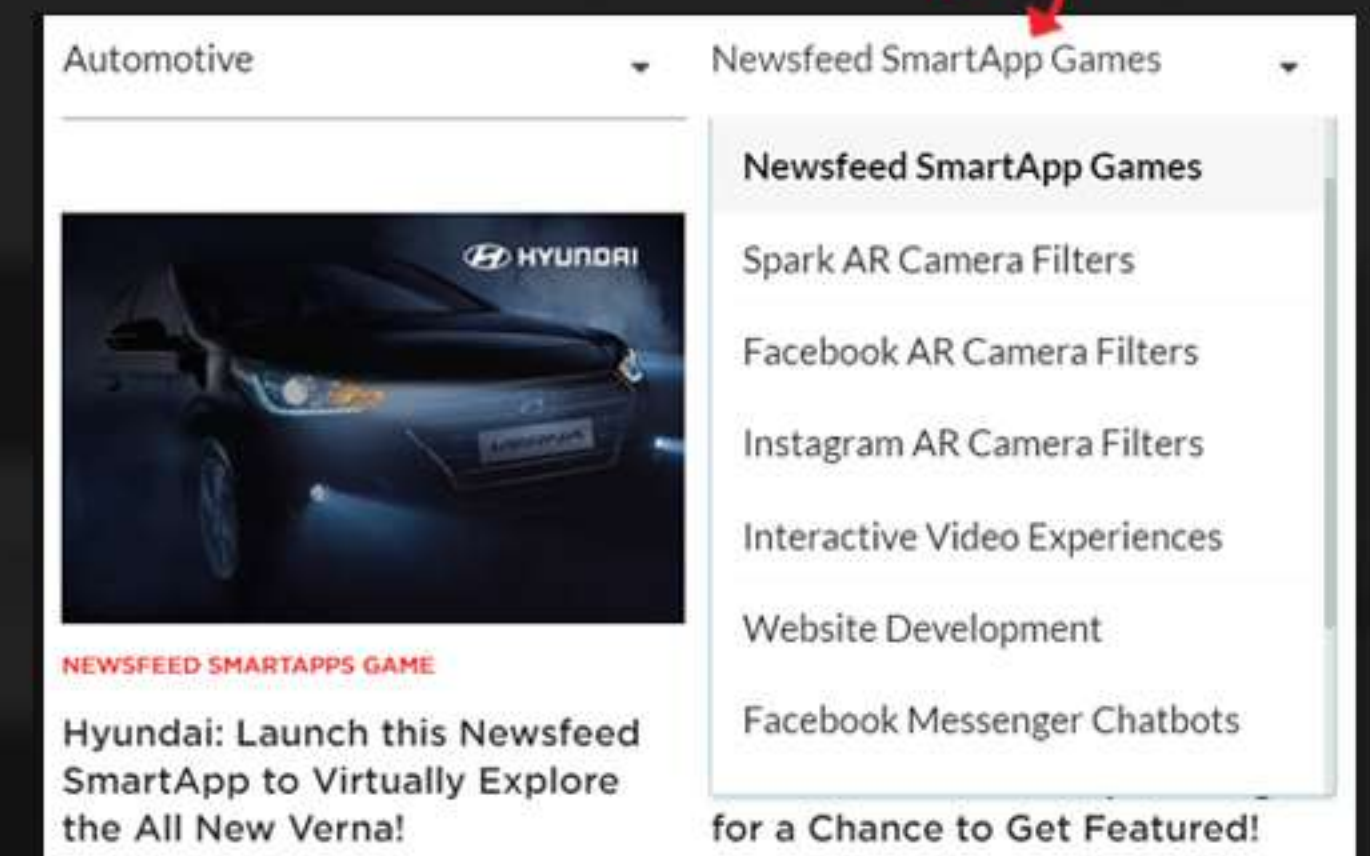 Automotive
Newsfeed SmartApp Games
Newsfeed SmartApp Games
Spark AR Camera Filters
Facebook AR Camera Filters
Instagram AR Camera Filters
Interactive Video Experiences
Website Development
Facebook Messenger Chatbots
HYUNDAI
NEWSFEED SMARTAPPS GAME
Hyundai: Launch this Newsfeed
SmartApp to Virtually Explore
the All New Verna!
for a Chance to Get Featured!